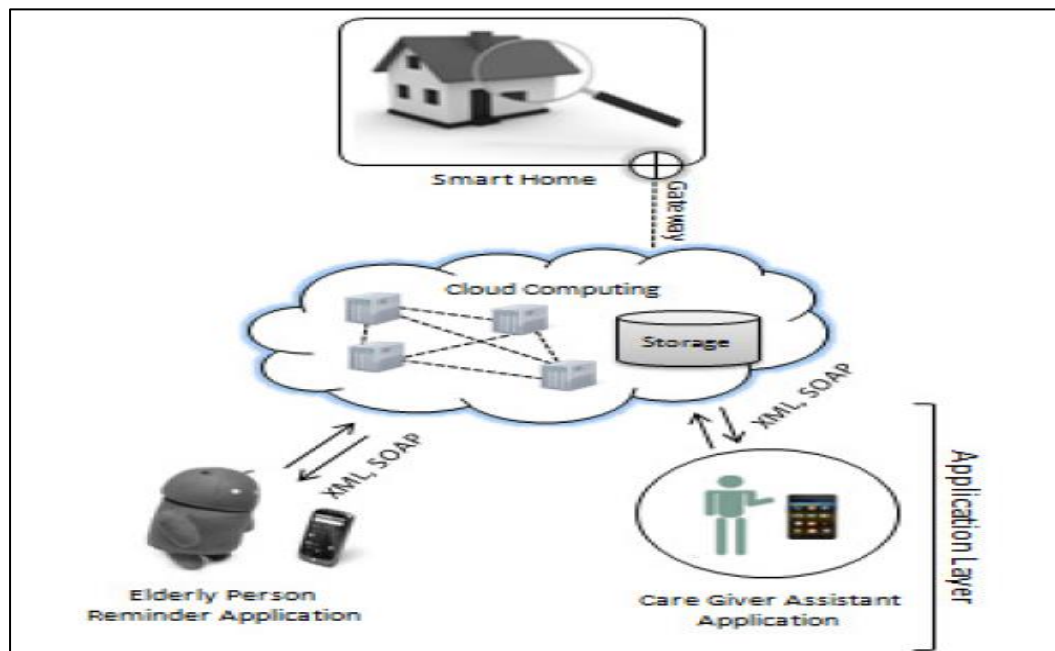 Smart Home
Gateway
Cloud Computing
Storage
XML, SOAP
XML, SOAP
Elderly Person
Reminder Application
Care Giver Assistant
Application
Application Layer